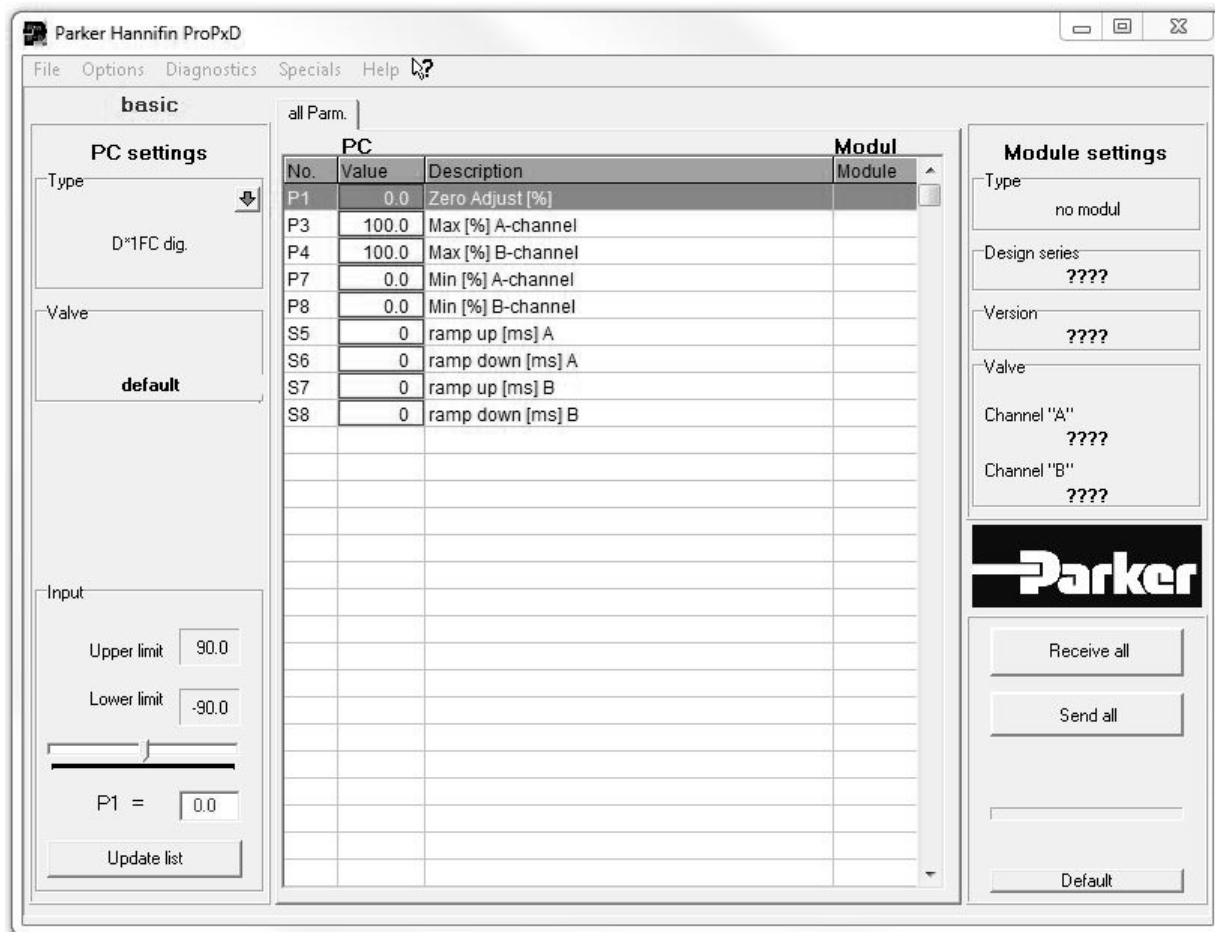 Parker Hannifin ProPxD
File Options Diagnostics Specials Help ?
basic
PC settings
Type
D*1FC dig.
Valve
default
Input
Upper limit 90.0
Lower limit -90.0
P1 = 0.0
Update list
all Parm.
PC Modul
No. Value Description Module
P1 0.0 Zero Adjust [%]
P3 100.0 Max [%] A-channel
P4 100.0 Max [%] B-channel
P7 0.0 Min [%] A-channel
P8 0.0 Min [%] B-channel
S5 0 ramp up [ms] A
S6 0 ramp down [ms] A
S7 0 ramp up [ms] B
S8 0 ramp down [ms] B
Module settings
Type
no modul
Design series
????
Version
????
Valve
Channel "A"
????
Channel "B"
????
Parker
Receive all
Send all
Default